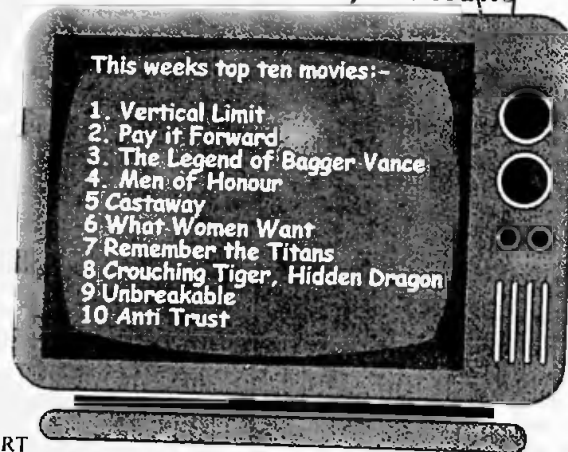 This weeks top ten movies:-
1. Vertical Limit
2. Pay it Forward
3. The Legend of Bagger Vance
4. Men of Honour
5 Castaway
6 What Women Want
7 Remember the Titans
8 Crouching Tiger, Hidden Dragon
9 Unbreakable
10 Anti Trust
RT